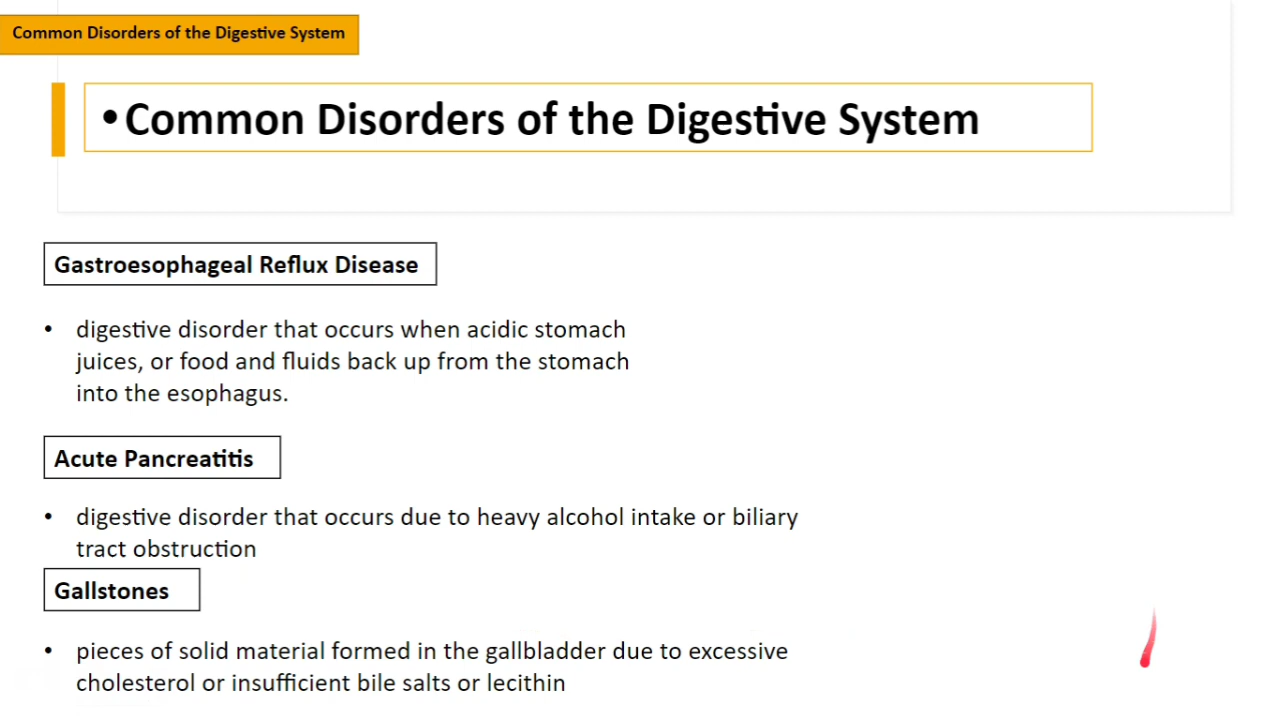 Common Disorders of the Digestive System
• Common Disorders of the Digestive System
Gastroesophageal Reflux Disease
• digestive disorder that occurs when acidic stomach
juices, or food and fluids back up from the stomach
into the esophagus.
Acute Pancreatitis
• digestive disorder that occurs due to heavy alcohol intake or biliary
tract obstruction
Gallstones
• pieces of solid material formed in the gallbladder due to excessive
cholesterol or insufficient bile salts or lecithin